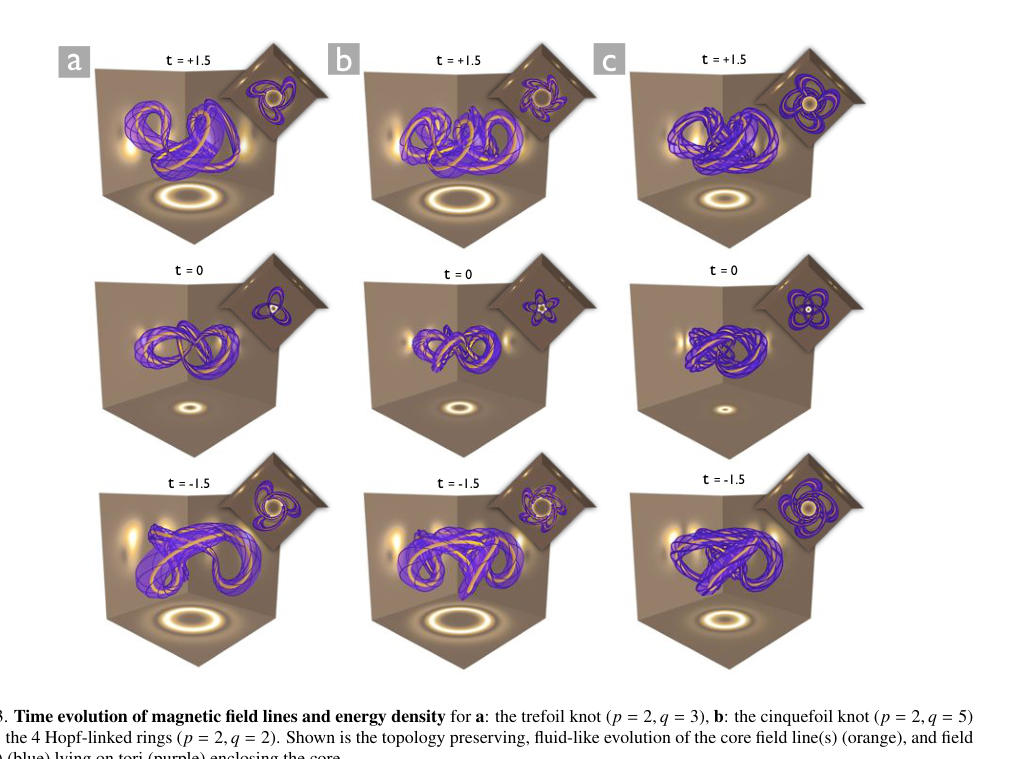 a
t = +1.5
b
t = +1.5
c
t = +1.5
t = 0
t = 0
t = 0
t = -1.5
t = -1.5
t = -1.5
3. Time evolution of magnetic field lines and energy density for a: the trefoil knot (p = 2, q = 3), b: the cinquefoil knot (p = 2, q = 5)
the 4 Hopf-linked rings (p = 2, q = 2). Shown is the topology preserving, fluid-like evolution of the core field line(s) (orange), and field
(blue) lying on tori (purple) enclosing the core